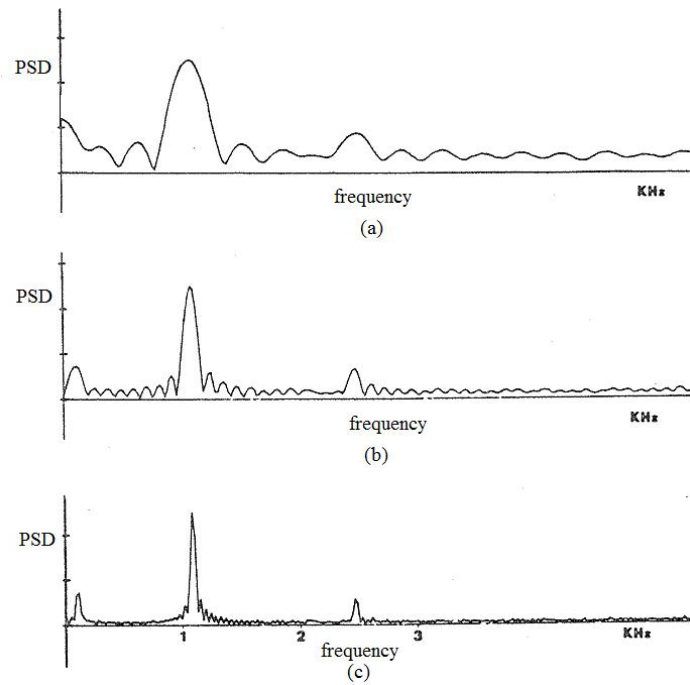 PSD
frequency
KHz
(a)
PSD
frequency
KHz
(b)
PSD
1
2
3
KHz
frequency
(c)